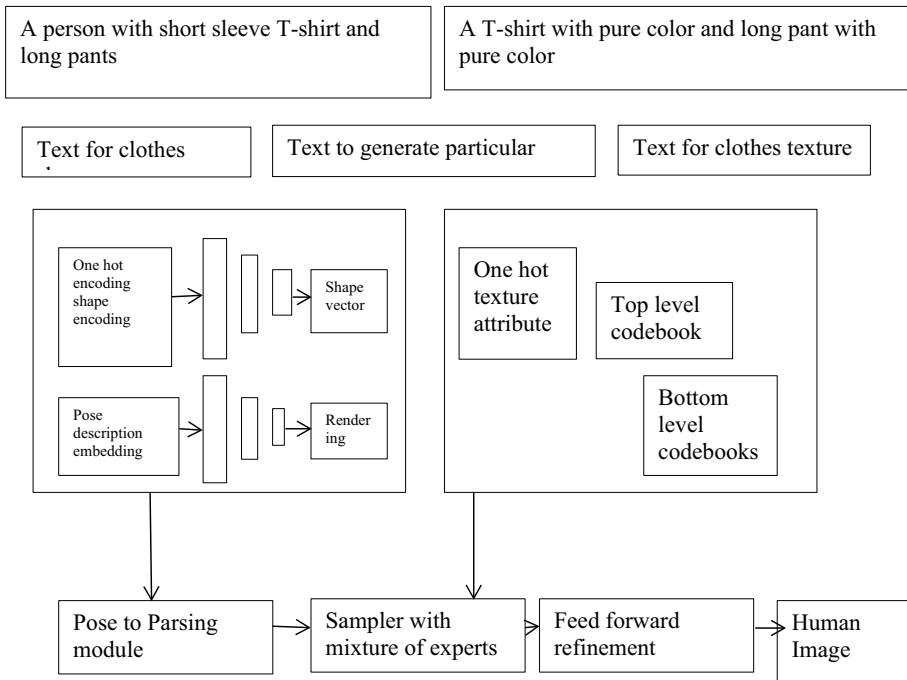 A person with short sleeve T-shirt and
long pants
A T-shirt with pure color and long pant with
pure color
Text for clothes
Text to generate particular
Text for clothes texture
One hot
encoding
shape
encoding
Shape
vector
Pose
description
embedding
Render
ing
One hot
texture
attribute
Top level
codebook
Bottom
level
codebooks
Pose to Parsing
module
Sampler with
mixture of experts
Feed forward
refinement
Human
Image